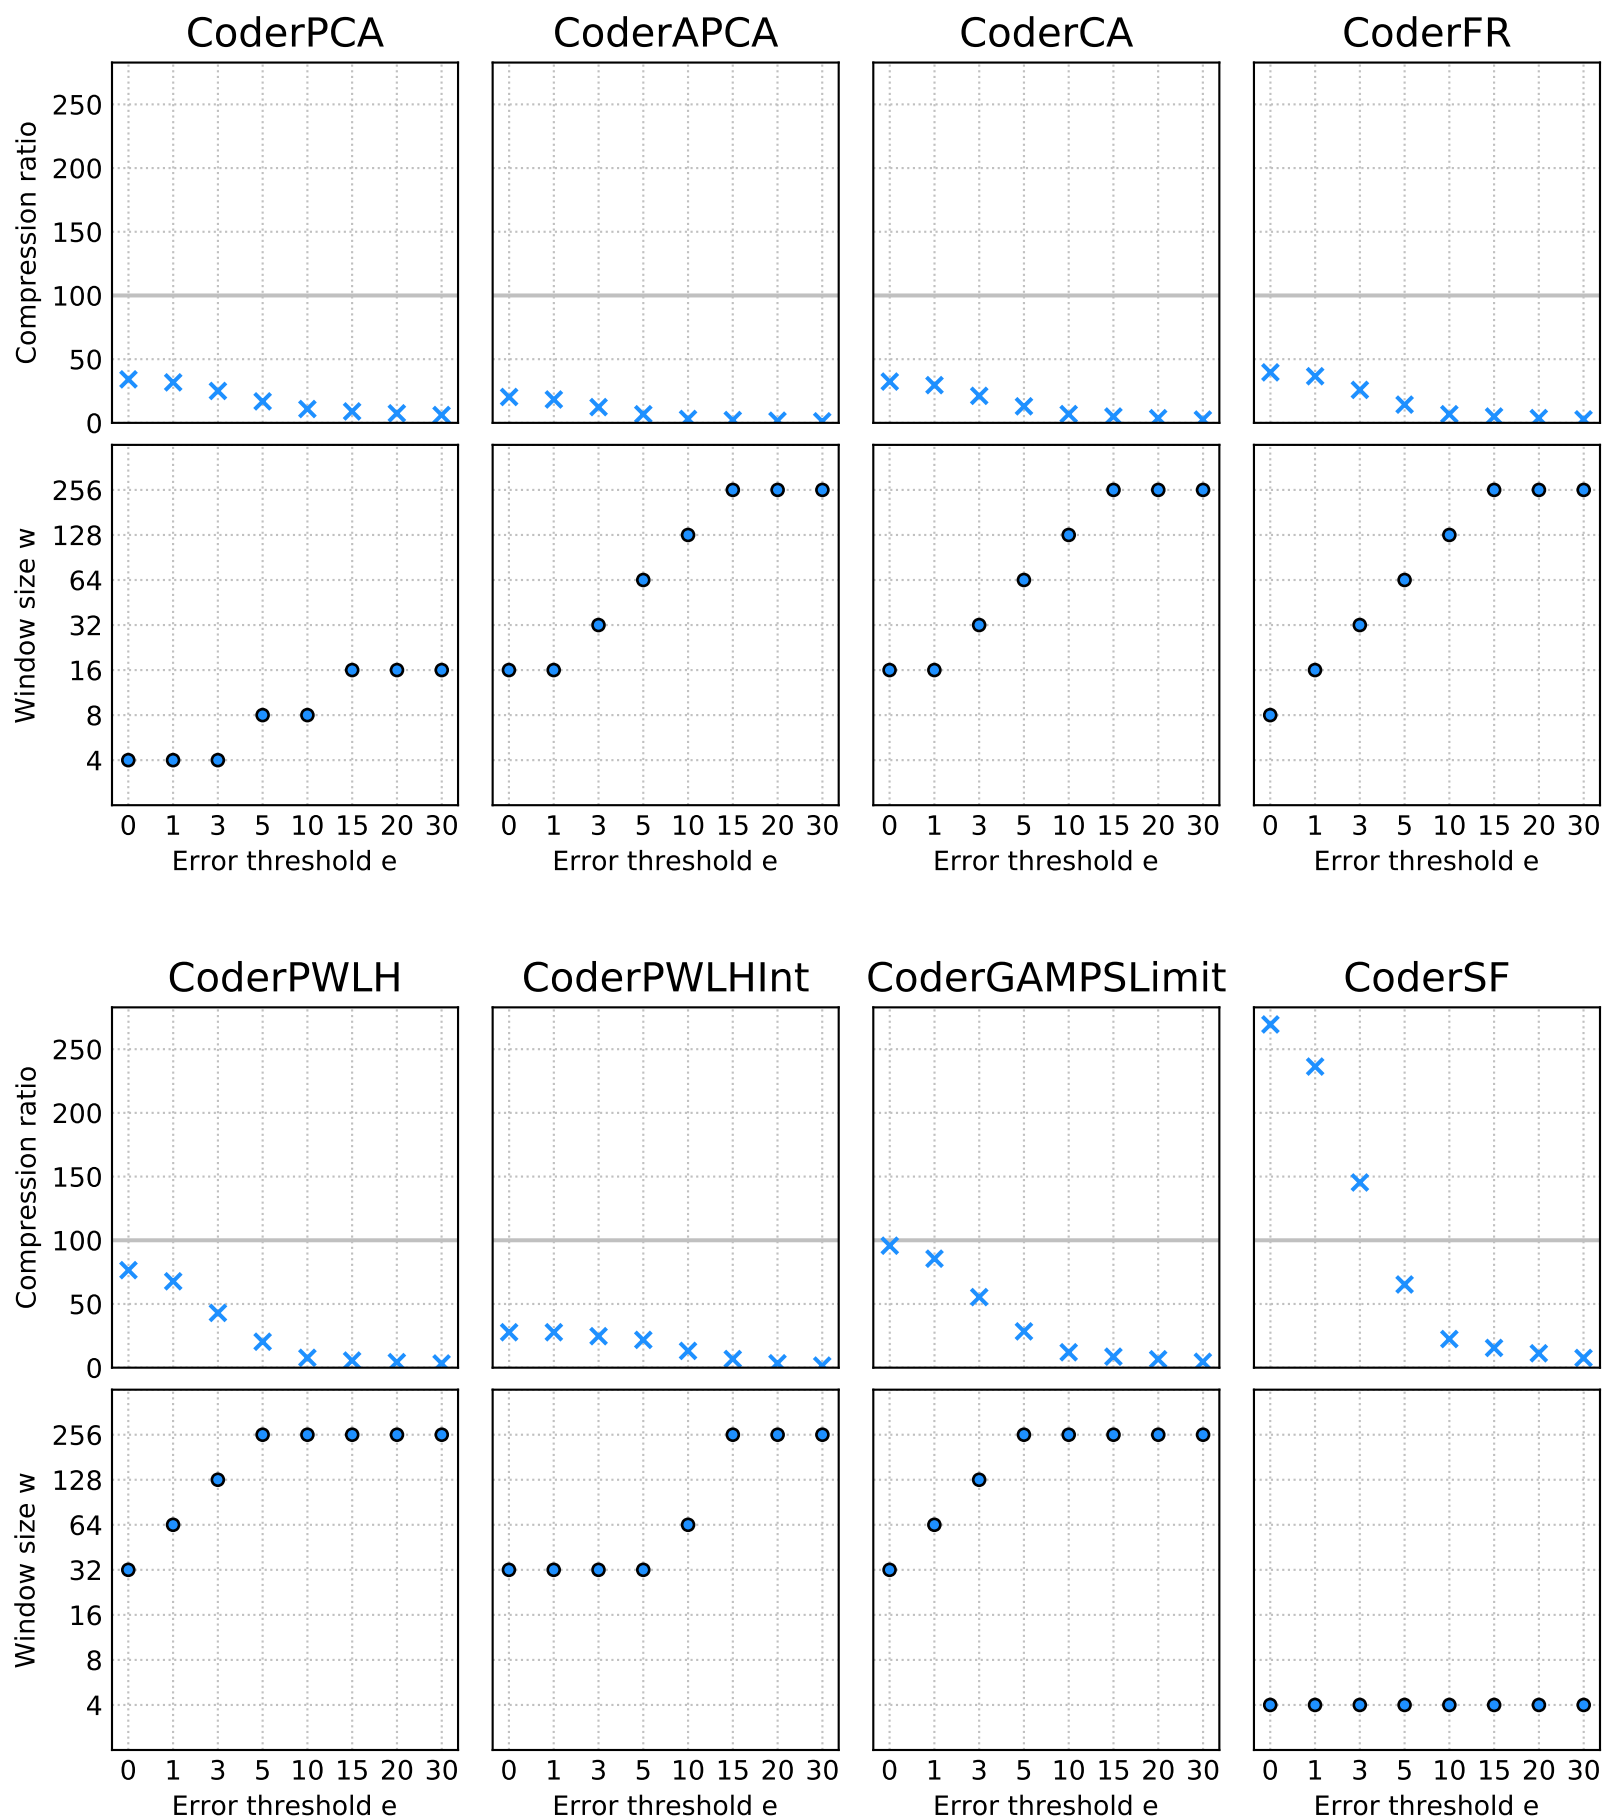 CoderPCA CoderAPCA CoderCA CoderFR
Compression ratio
250
200
150
100
50
0
Window size w
256
128
64
32
16
8
4
0 1 3 5 10 15 20 30 0 1 3 5 10 15 20 30 0 1 3 5 10 15 20 30 0 1 3 5 10 15 20 30
Error threshold e Error threshold e Error threshold e Error threshold e
CoderPWLH CoderPWLHInt CoderGAMPSLimit CoderSF
Compression ratio
250
200
150
100
50
0
Window size w
256
128
64
32
16
8
4
0 1 3 5 10 15 20 30 0 1 3 5 10 15 20 30 0 1 3 5 10 15 20 30 0 1 3 5 10 15 20 30
Error threshold e Error threshold e Error threshold e Error threshold e